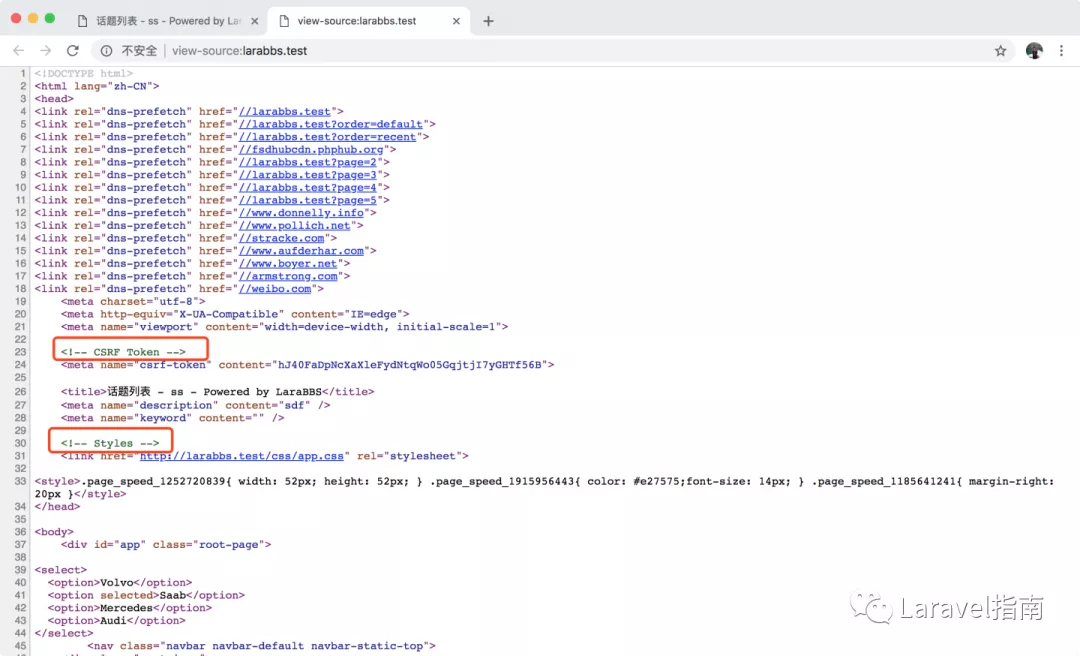 话题列表 - ss - Powered by Lar
view-source:larabbs.test
不安全 | view-source:larabbs.test
1 <!DOCTYPE html>
2 <html lang="zh-CN">
3 <head>
4 <link rel="dns-prefetch" href="//larabbs.test">
5 <link rel="dns-prefetch" href="//larabbs.test?order=default">
6 <link rel="dns-prefetch" href="//larabbs.test?order=recent">
7 <link rel="dns-prefetch" href="//fsdhubcdn.phphub.org">
8 <link rel="dns-prefetch" href="//larabbs.test?page=2">
9 <link rel="dns-prefetch" href="//larabbs.test?page=3">
10 <link rel="dns-prefetch" href="//larabbs.test?page=4">
11 <link rel="dns-prefetch" href="//larabbs.test?page=5">
12 <link rel="dns-prefetch" href="//www.donnelly.info">
13 <link rel="dns-prefetch" href="//www.pollich.net">
14 <link rel="dns-prefetch" href="//stracke.com">
15 <link rel="dns-prefetch" href="//www.aufderhar.com">
16 <link rel="dns-prefetch" href="//www.boyer.net">
17 <link rel="dns-prefetch" href="//armstrong.com">
18 <link rel="dns-prefetch" href="//weibo.com">
19 <meta charset="utf-8">
20 <meta http-equiv="X-UA-Compatible" content="IE=edge">
21 <meta name="viewport" content="width=device-width, initial-scale=1">
22
23 <!-- CSRF Token -->
24 <meta name="csrf-token" content="hJ40FaDpNcXaXleFydNtqWo05GqjtjI7yGHTf56B">
25
26 <title>话题列表 - ss - Powered by LaraBBS</title>
27 <meta name="description" content="sdf" />
28 <meta name="keyword" content="" />
29
30 <!-- Styles -->
31 <link href="http://larabbs.test/css/app.css" rel="stylesheet">
32
33 <style>.page_speed_1252720839{ width: 52px; height: 52px; } .page_speed_1915956443{ color: #e27575;font-size: 14px; } .page_speed_1185641241{ margin-right:
20px }</style>
34 </head>
35
36 <body>
37 <div id="app" class="root-page">
38
39 <select>
40 <option>Volvo</option>
41 <option selected>Saab</option>
42 <option>Mercedes</option>
43 <option>Audi</option>
44 </select>
45 <nav class="navbar navbar-default navbar-static-top">
Laravel指南